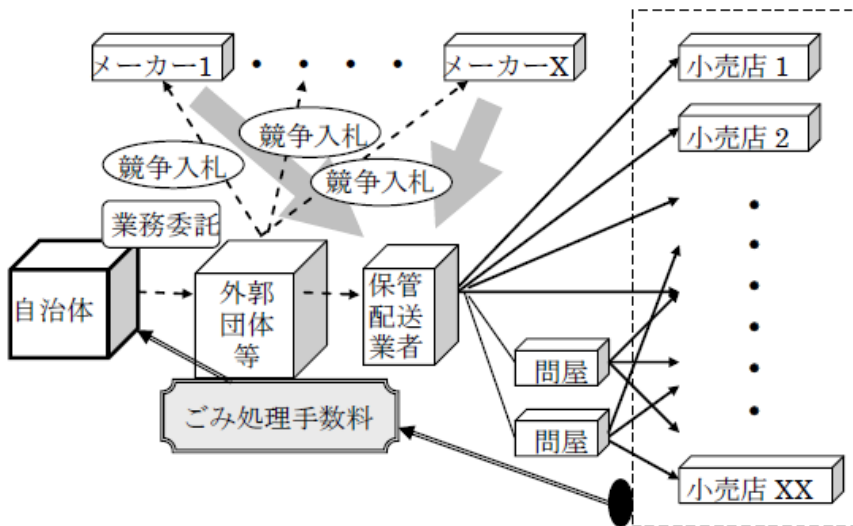 メーカー1
・・・・
メーカーX
小売店 1
競争入札
競争入札
競争入札
小売店 2
業務委託
自治体
外郭
団体
等
保管
配送
業者
問屋
問屋
ごみ処理手数料
小売店 XX